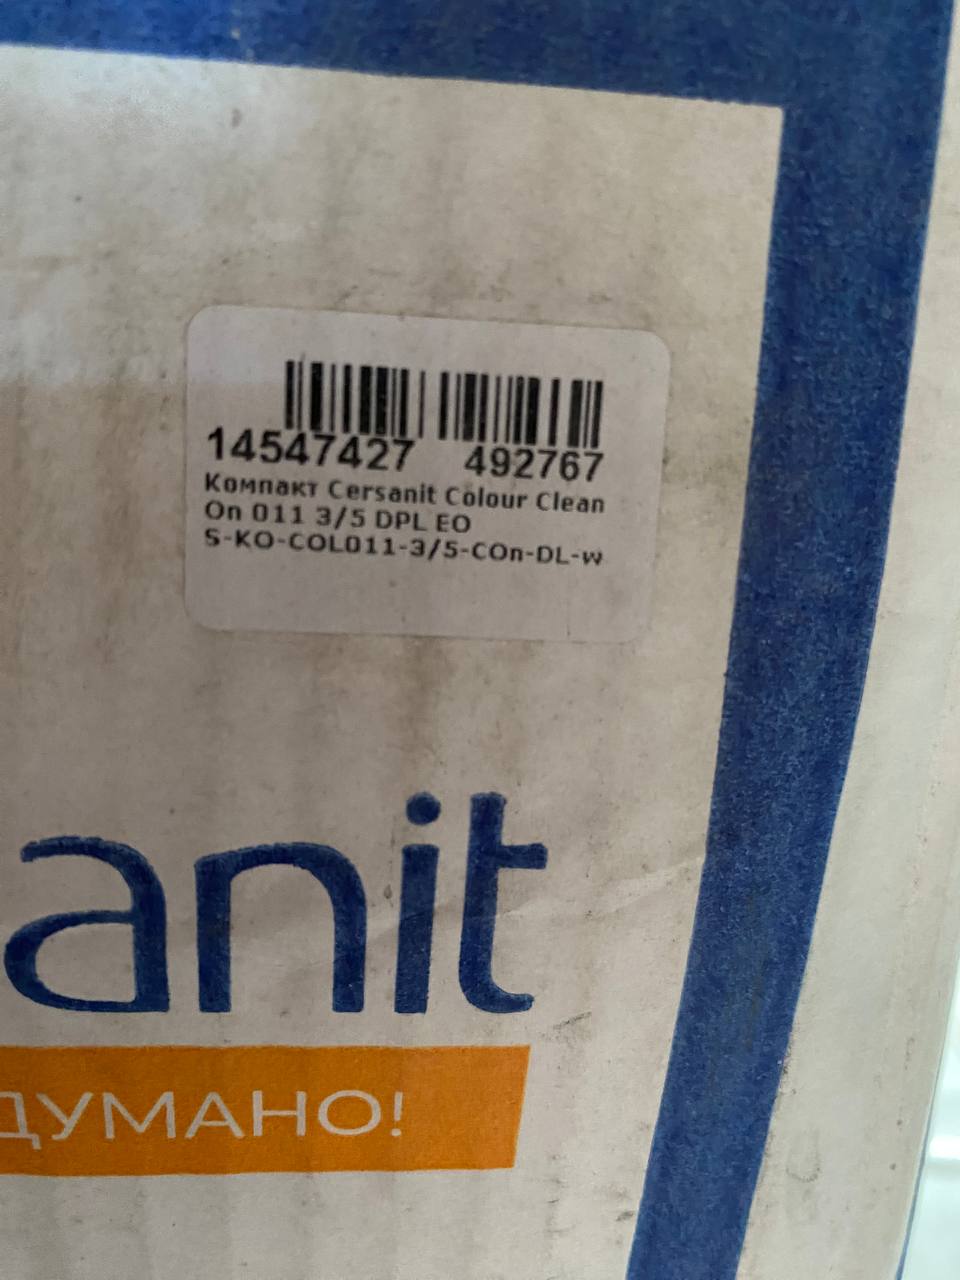 14547427 492767
Компакт Cersanit Colour Clean
On 011 3/5 DPL EO
S-KO-COL011-3/5-COn-DL-w
anit
ДУМАНО!